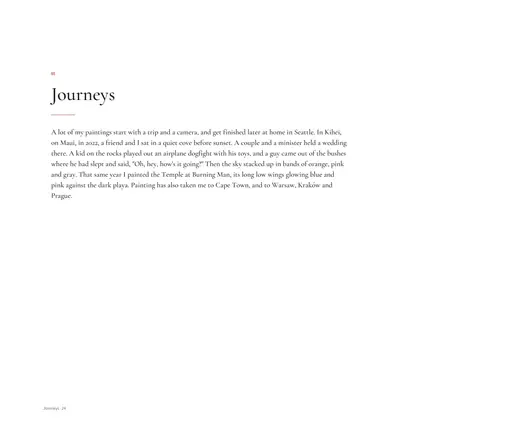 Journeys
A lot of my paintings start with a trip and a camera, and get finished later at home in Seattle. In Kihei,
on Maui, in 2022, a friend and I sat in a quiet cove before sunset. A couple and a minister held a wedding
there. A kid on the rocks played out an airplane dogfight with his toys, and a guy came out of the bushes
where he had slept and said, "Oh, hey, how's it going?" Then the sky stacked up in bands of orange, pink
and gray. That same year I painted the Temple at Burning Man, its long low wings glowing blue and
pink against the dark playa. Painting has also taken me to Cape Town, and to Warsaw, Kraków and
Prague.
Journeys